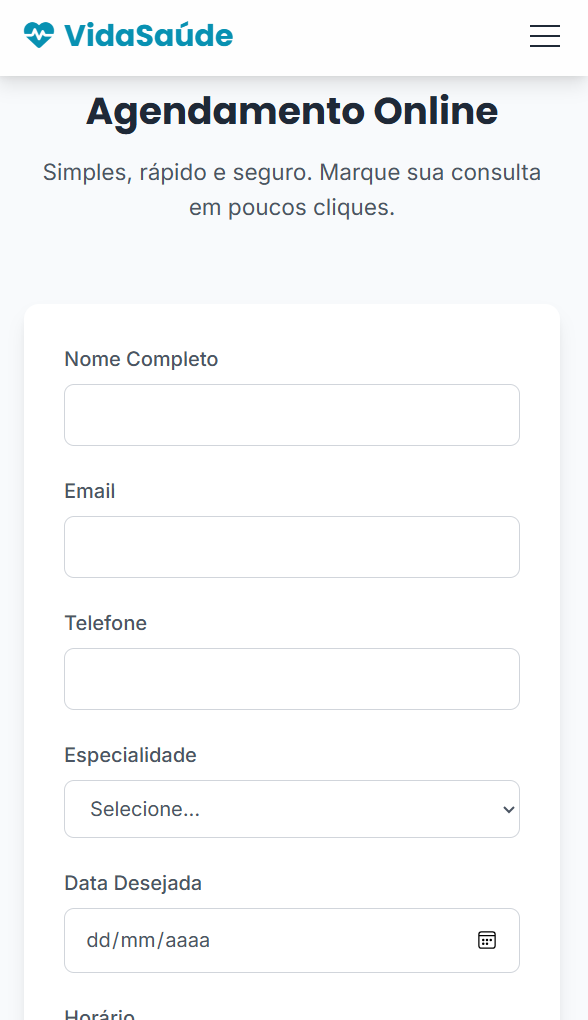 VidaSaúde
Agendamento Online
Simples, rápido e seguro. Marque sua consulta
em poucos cliques.
Nome Completo
Email
Telefone
Especialidade
Selecione...
Data Desejada
dd/mm/aaaa
Horário